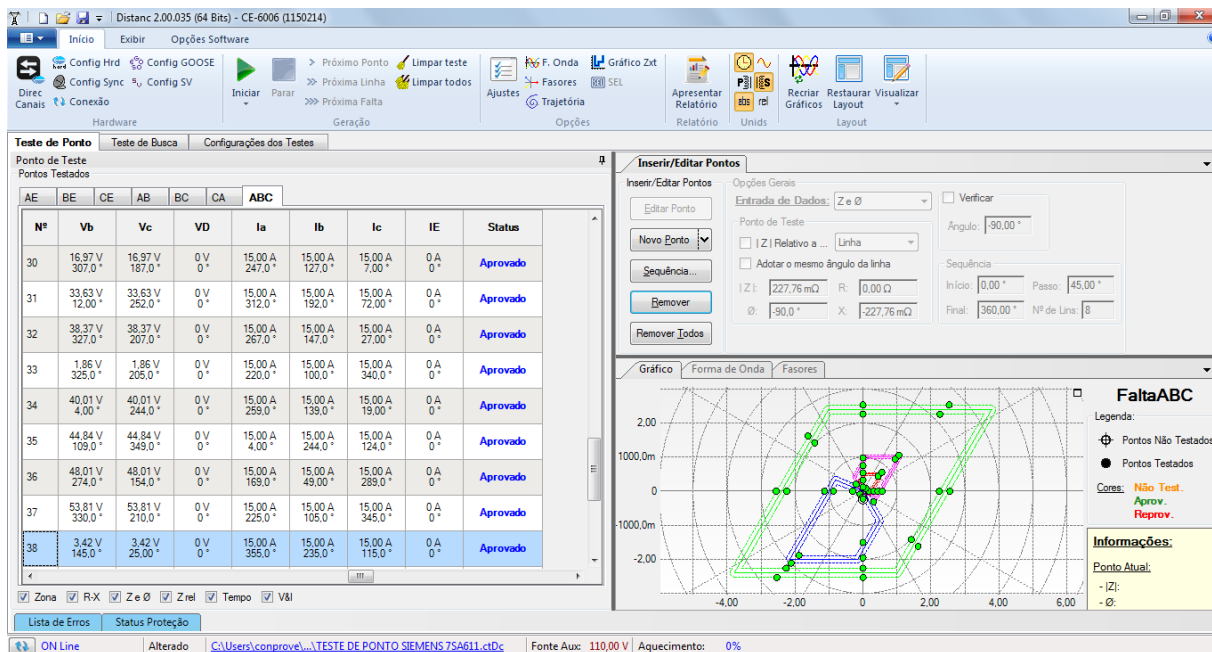 Distanc 2.00.035 (64 Bits) - CE-6006 (1150214)
Início Exibir Opções Software
Direc Canais
Config Hrd Config GOOSE
Config Sync Config SV
Conexão
Hardware
Iniciar Parar
Próximo Ponto Limpar teste
Próxima Linha Limpar todos
Próxima Falta
Geração
Ajustes
F. Onda Gráfico Zxt
Fasores SEL
Trajetória
Opções
Apresentar Relatório
Relatório
abs rel
Unids
Recriar Gráficos Restaurar Layout Visualizar
Layout
Teste de Ponto Teste de Busca Configurações dos Testes
Ponto de Teste
Pontos Testados
AE BE CE AB BC CA ABC
Nº Vb Vc VD Ia Ib Ic IE Status
30 16,97 V 16,97 V 0 V 15,00 A 15,00 A 15,00 A 0 A Aprovado
307,0 ° 187,0 ° 0 ° 247,0 ° 127,0 ° 7,00 ° 0 °
31 33,63 V 33,63 V 0 V 15,00 A 15,00 A 15,00 A 0 A Aprovado
12,00 ° 252,0 ° 0 ° 312,0 ° 192,0 ° 72,00 ° 0 °
32 38,37 V 38,37 V 0 V 15,00 A 15,00 A 15,00 A 0 A Aprovado
327,0 ° 207,0 ° 0 ° 267,0 ° 147,0 ° 27,00 ° 0 °
33 1,86 V 1,86 V 0 V 15,00 A 15,00 A 15,00 A 0 A Aprovado
325,0 ° 205,0 ° 0 ° 220,0 ° 100,0 ° 340,0 ° 0 °
34 40,01 V 40,01 V 0 V 15,00 A 15,00 A 15,00 A 0 A Aprovado
4,00 ° 244,0 ° 0 ° 259,0 ° 139,0 ° 19,00 ° 0 °
35 44,84 V 44,84 V 0 V 15,00 A 15,00 A 15,00 A 0 A Aprovado
109,0 ° 349,0 ° 0 ° 4,00 ° 244,0 ° 124,0 ° 0 °
36 48,01 V 48,01 V 0 V 15,00 A 15,00 A 15,00 A 0 A Aprovado
274,0 ° 154,0 ° 0 ° 169,0 ° 49,00 ° 289,0 ° 0 °
37 53,81 V 53,81 V 0 V 15,00 A 15,00 A 15,00 A 0 A Aprovado
330,0 ° 210,0 ° 0 ° 225,0 ° 105,0 ° 345,0 ° 0 °
38 3,42 V 3,42 V 0 V 15,00 A 15,00 A 15,00 A 0 A Aprovado
145,0 ° 25,00 ° 0 ° 355,0 ° 235,0 ° 115,0 ° 0 °
Zona R-X Z e Ø Z rel Tempo V&I
Lista de Erros Status Proteção
Inserir/Editar Pontos
Inserir/Editar Pontos
Editar Ponto
Novo Ponto
Sequência...
Remover
Remover Todos
Opções Gerais
Entrada de Dados: Z e Ø
Ponto de Teste
| Z | Relativo a ... Linha
Adotar o mesmo ângulo da linha
| Z |: 227,76 mΩ R: 0,00 Ω
Ø: -90,0 ° X: -227,76 mΩ
Verificar
Ângulo: -90,00 °
Sequência
Início: 0,00 ° Passo: 45,00 °
Final: 360,00 ° Nº de Lins: 8
Gráfico Forma de Onda Fasores
2,00
1000,0m
0
-1000,0m
-2,00
-4,00 -2,00 0 2,00 4,00 6,00
FaltaABC
Legenda:
Pontos Não Testados
Pontos Testados
Cores: Não Test.
Aprov.
Reprov.
Informações:
Ponto Atual:
- |Z|:
- Ø:
ON Line Alterado C:\Users\conprove\...\TESTE DE PONTO SIEMENS 7SA611.ctDc Fonte Aux: 110,00 V Aquecimento: 0%